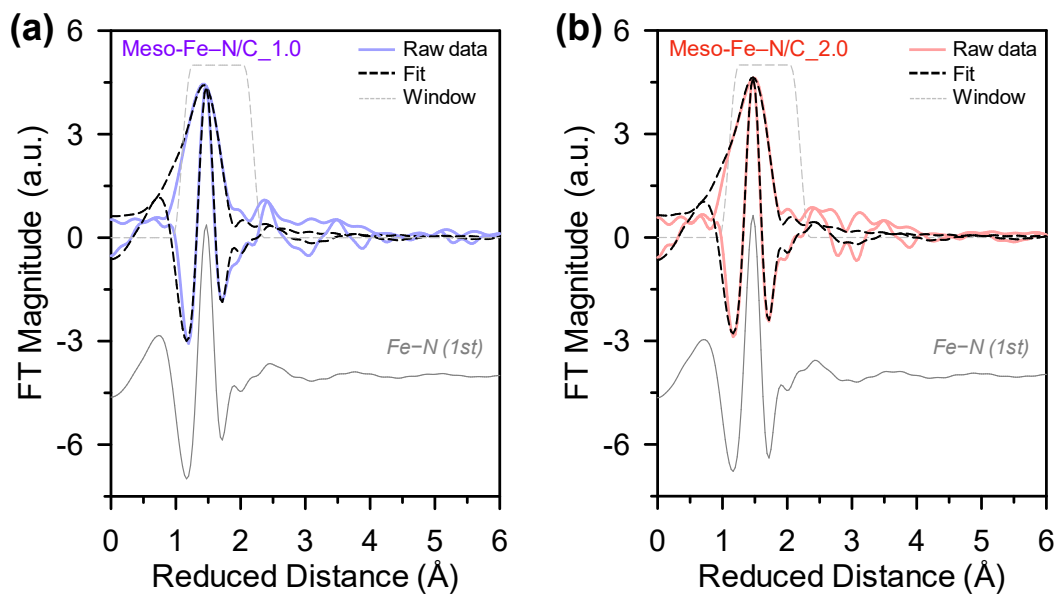 (a)
Meso-Fe–N/C_1.0
Raw data
Fit
Window
Fe–N (1st)
6
3
0
-3
-6
FT Magnitude (a.u.)
0 1 2 3 4 5 6
Reduced Distance (Å)
(b)
Meso-Fe–N/C_2.0
Raw data
Fit
Window
Fe–N (1st)
6
3
0
-3
-6
FT Magnitude (a.u.)
0 1 2 3 4 5 6
Reduced Distance (Å)